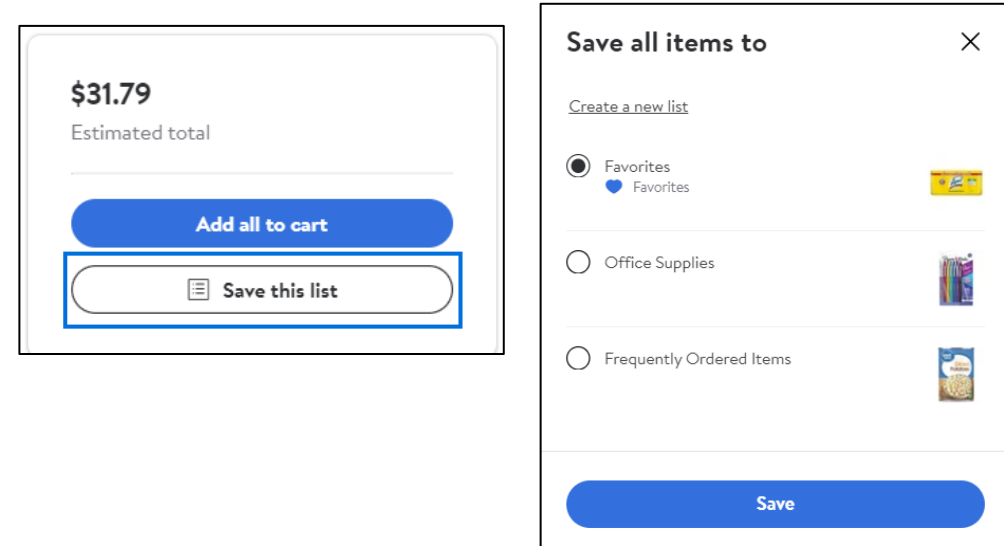 $31.79
Estimated total
Add all to cart
Save this list
Save all items to
Create a new list
Favorites
Favorites
Office Supplies
Frequently Ordered Items
Save